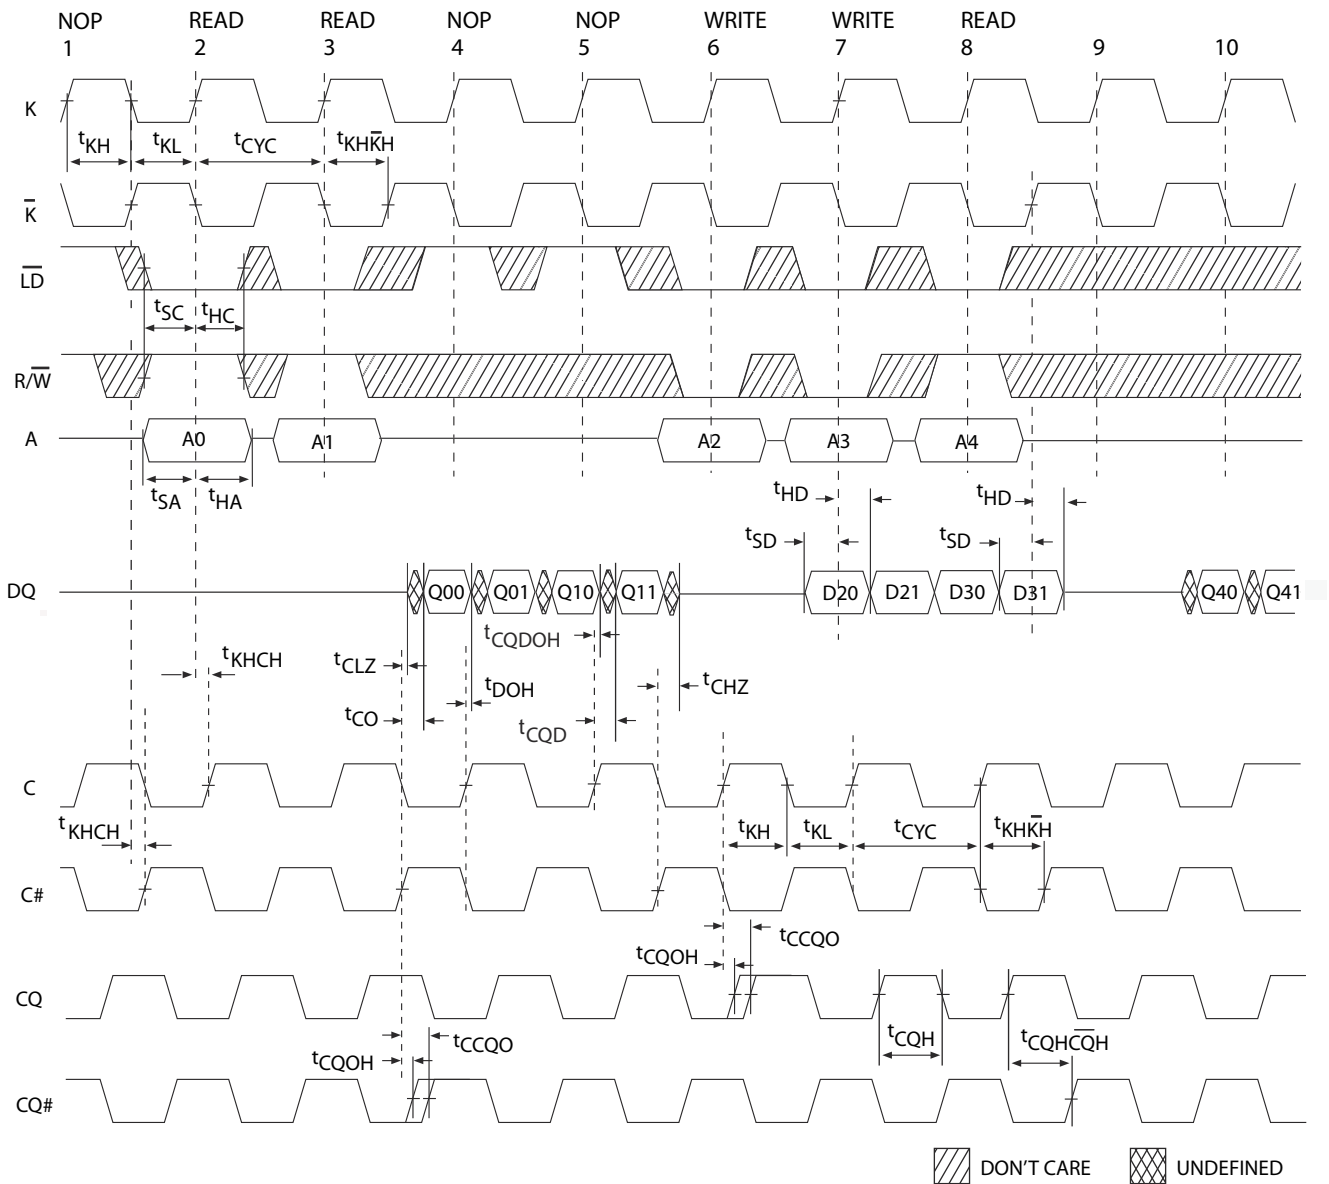 NOP READ READ NOP NOP WRITE WRITE READ
1 2 3 4 5 6 7 8 9 10
K
tKH tKL tCYC tKHK̅H
K̅
L̅D̅
tSC tHC
R/W̅
A A0 A1 A2 A3 A4
tSA tHA tHD tHD
tSD tSD
DQ Q00 Q01 Q10 Q11 D20 D21 D30 D31 Q40 Q41
tCQDOH
tKHCH tCLZ tDOH tCHZ
tCO tCQD
C
tKHCH tKH tKL tCYC tKHK̅H
C#
tCCQO
tCQOH
CQ
tCCQO tCQH tCQHC̅Q̅H
tCQOH
CQ#
DON'T CARE UNDEFINED